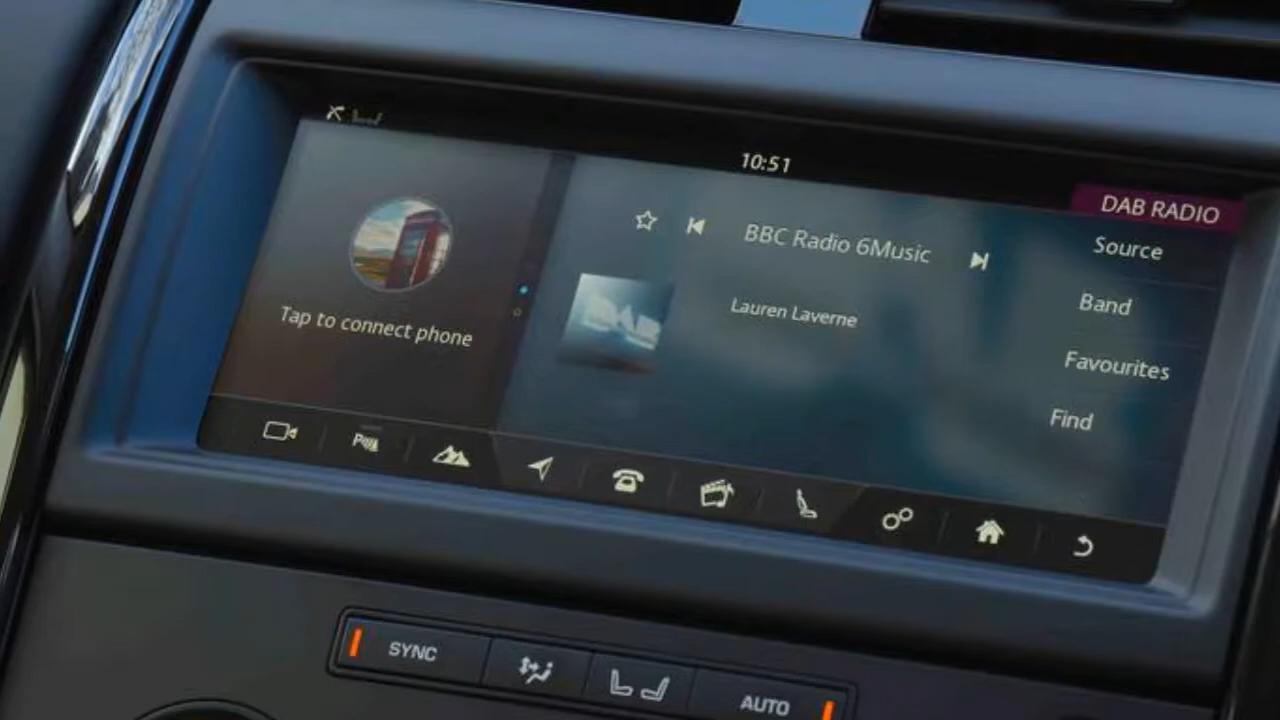 10:51
DAB RADIO
BBC Radio 6Music
Source
Lauren Laverne
Band
Tap to connect phone
DAB
Favourites
Find
SYNC
AUTO